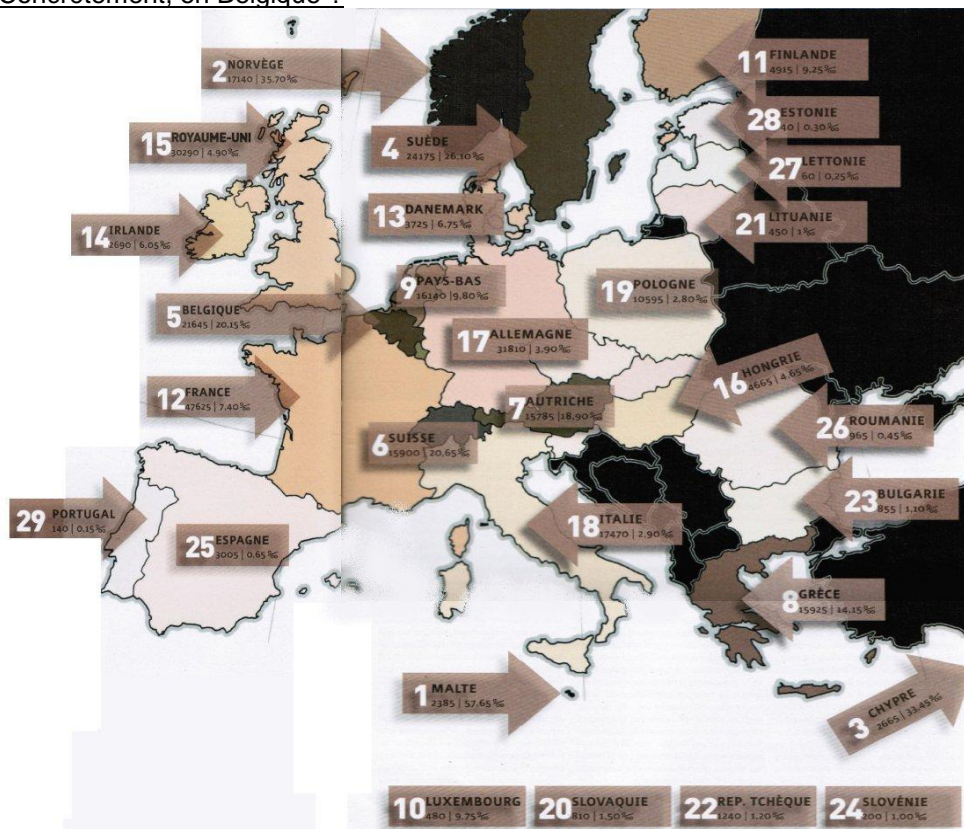 Concrètement, en Belgique :
2 NORVÈGE
17140 | 35.70‰
11 FINLANDE
4915 | 9.25‰
15 ROYAUME-UNI
30290 | 4.90‰
4 SUÈDE
24175 | 26.10‰
28 ESTONIE
40 | 0.30‰
27 LETTONIE
60 | 0.25‰
13 DANEMARK
3725 | 6.75‰
21 LITUANIE
450 | 1‰
14 IRLANDE
2690 | 6.05‰
9 PAYS-BAS
16140 | 9.80‰
19 POLOGNE
10595 | 2.80‰
5 BELGIQUE
21645 | 20.15‰
17 ALLEMAGNE
31810 | 3.90‰
16 HONGRIE
4665 | 4.65‰
12 FRANCE
47625 | 7.40‰
7 AUTRICHE
15785 | 18.90‰
6 SUISSE
15900 | 20.65‰
26 ROUMANIE
965 | 0.45‰
23 BULGARIE
855 | 1.10‰
29 PORTUGAL
140 | 0.15‰
25 ESPAGNE
3005 | 0.65‰
18 ITALIE
17470 | 2.90‰
8 GRÈCE
15925 | 14.15‰
1 MALTE
2385 | 57.65‰
3 CHYPRE
2665 | 33.45‰
10 LUXEMBOURG
480 | 9.75‰
20 SLOVAQUIE
810 | 1.50‰
22 REP. TCHÈQUE
1240 | 1.20‰
24 SLOVÉNIE
200 | 1.00‰